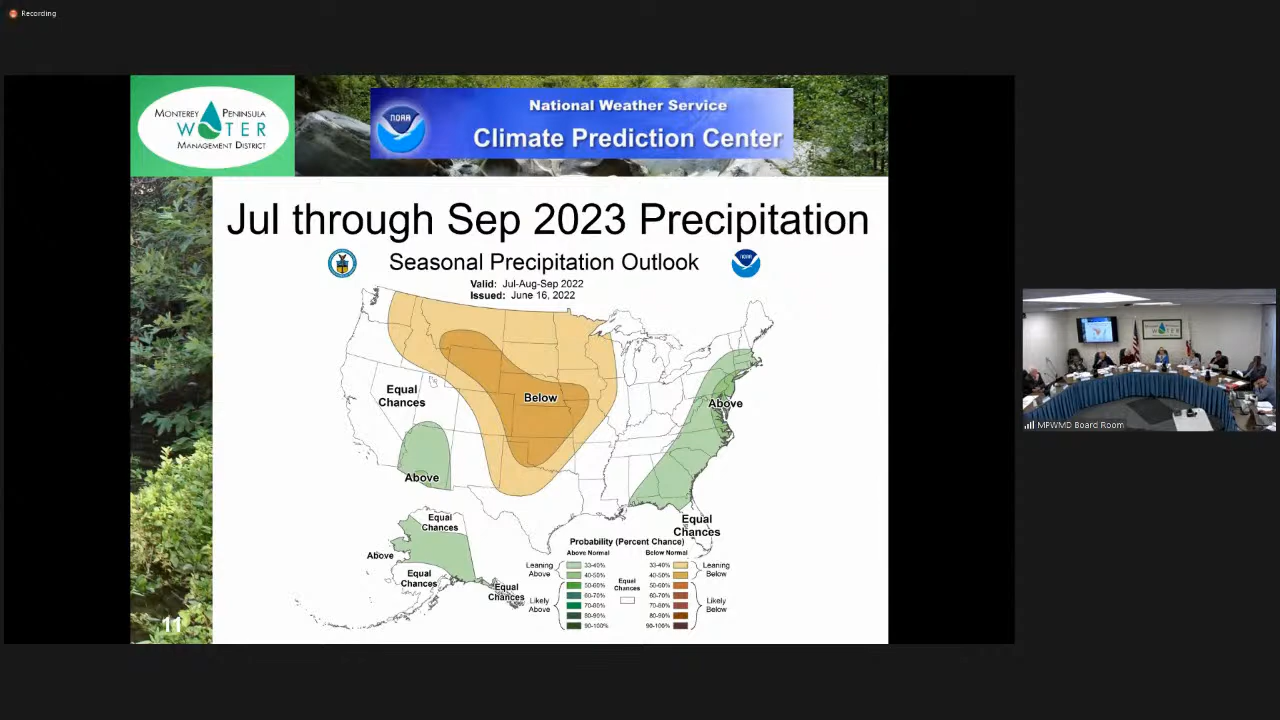 Recording
MONTEREY PENINSULA
WATER
MANAGEMENT DISTRICT
NOAA
National Weather Service
Climate Prediction Center
Jul through Sep 2023 Precipitation
Seasonal Precipitation Outlook
NOAA
Valid: Jul-Aug-Sep 2022
Issued: June 16, 2022
Equal
Chances
Below
Above
Above
Equal
Chances
Above
Equal
Chances
Equal
Chances
Equal
Chances
Probability (Percent Chance)
Above Normal
Below Normal
Leaning
Above
33-40%
40-50%
Likely
Above
50-60%
60-70%
70-80%
80-90%
90-100%
Equal
Chances
33-40%
40-50%
Leaning
Below
50-60%
60-70%
70-80%
80-90%
90-100%
Likely
Below
11
MPWMD Board Room